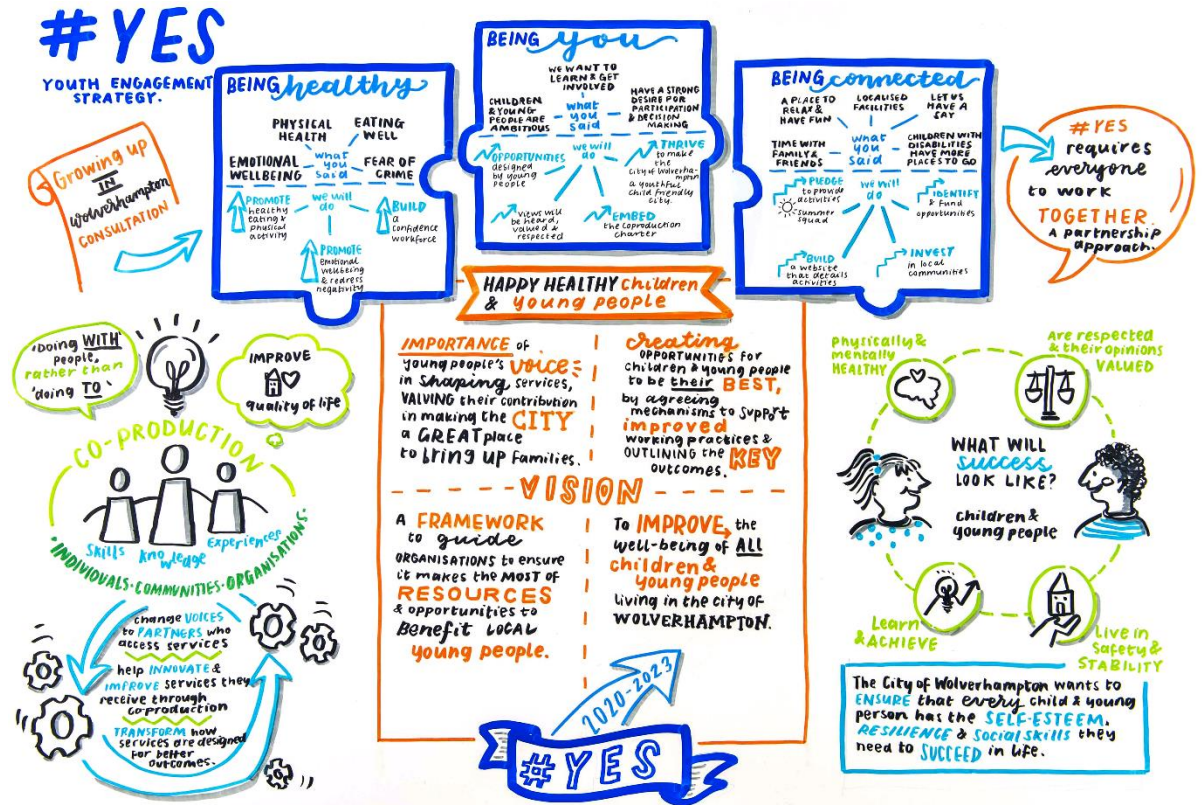 #YES
YOUTH ENGAGEMENT
STRATEGY.
Growing up
IN
Wolverhampton
CONSULTATION
BEING healthy
PHYSICAL
HEALTH
EATING
WELL
EMOTIONAL
WELLBEING
what
you
said
FEAR OF
CRIME
we will
do
PROMOTE
healthy
eating &
physical
activity
PROMOTE
emotional
wellbeing
& redress
negativity
BUILD
a
confidence
workforce
BEING you
WE WANT TO
LEARN & GET
INVOLVED
CHILDREN
& YOUNG
PEOPLE ARE
AMBITIOUS
what
you
said
HAVE A STRONG
DESIRE FOR
PARTICIPATION
& DECISION
MAKING
we will
do
OPPORTUNITIES
designed
by young
people
VIEWS WILL
be heard,
valued &
respected
THRIVE
to make
the
City of Wolverha-
mpton
a youthful
child friendly
city.
EMBED
the coproduction
charter
BEING connected
A PLACE TO
RELAX &
HAVE FUN
LOCALISED
FACILITIES
LET US
HAVE A
SAY
TIME WITH
FAMILY &
FRIENDS
what
you
said
CHILDREN WITH
DISABILITIES
HAVE MORE
PLACES TO GO
we will
do
PLEDGE
to provide
activities
summer
squad
BUILD
a website
that details
activities
IDENTIFY
& fund
opportunities
INVEST
in local
communities
#YES
requires
everyone
to work
TOGETHER.
A partnership
approach.
HAPPY HEALTHY children
& young people
IMPORTANCE of
young people's voice
in shaping services,
VALUING their contribution
in making the CITY
a GREAT place
to bring up families.
creating
OPPORTUNITIES FOR
children & young people
to be their BEST,
by agreeing
mechanisms to support
improved
working practices &
OUTLINING the KEY
OUTCOMES.
VISION
A FRAMEWORK
to guide
ORGANISATIONS to ensure
it makes the MOST of
RESOURCES
& opportunities to
Benefit LOCAL
young people.
To IMPROVE the
well-being of ALL
children &
young people
living in the city of
WOLVERHAMPTON.
2020-2023
#YES
'Doing WITH'
people,
rather than
'doing TO'
IMPROVE
quality of life
CO-PRODUCTION
Skills
Knowledge
Experiences
INDIVIDUALS·COMMUNITIES·ORGANISATIONS.
change VOICES
to PARTNERS who
access services
help INNOVATE &
IMPROVE services they
receive through
co-production
TRANSFORM how
services are designed
for better
outcomes.
Physically &
mentally
HEALTHY
Are respected
& their opinions
VALUED
WHAT WILL
success
LOOK LIKE?
children &
young people
Learn
& ACHIEVE
Live in
Safety &
STABILITY
The City of Wolverhampton wants to
ENSURE that every child & young
person has the SELF-ESTEEM,
RESILIENCE & Social skills they
need to SUCCEED in life.